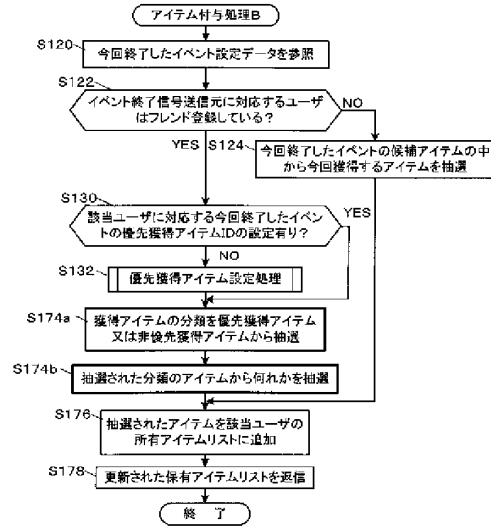 アイテム付与処理B
S120
今回終了したイベント設定データを参照
S122
イベント終了信号送信元に対応するユーザ
はフレンド登録している?
NO
YES
S124
今回終了したイベントの候補アイテムの中
から今回獲得するアイテムを抽選
S130
該当ユーザに対応する今回終了したイベン
トの優先獲得アイテムIDの設定有り?
YES
NO
S132
優先獲得アイテム設定処理
S174a
獲得アイテムの分類を優先獲得アイテム
又は非優先獲得アイテムから抽選
S174b
抽選された分類のアイテムから何れかを抽選
S176
抽選されたアイテムを該当ユーザの
所有アイテムリストに追加
S178
更新された保有アイテムリストを返信
終 了